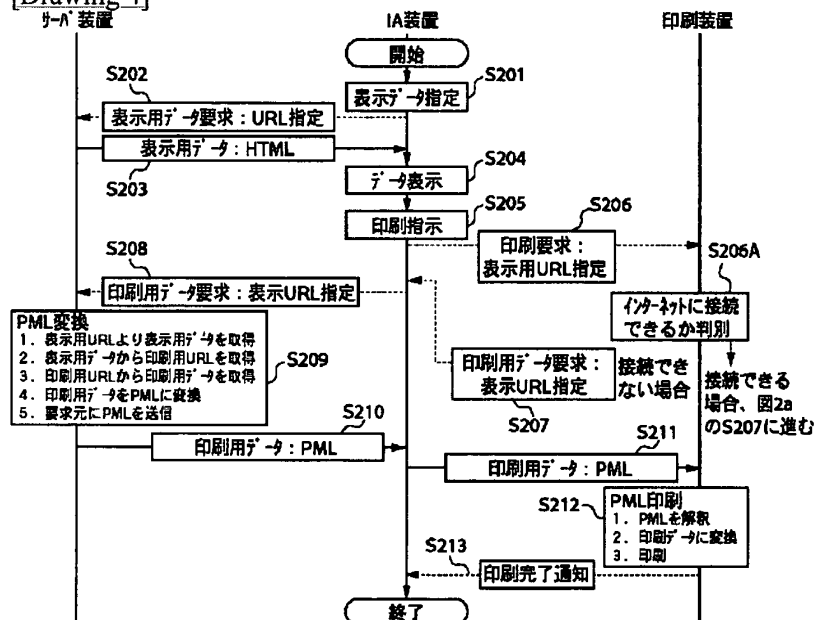 [Drawing 4]
サーバ装置
IA装置
印刷装置
開始
S201
表示データ指定
S202
表示用データ要求：URL指定
表示用データ：HTML
S203
S204
データ表示
S205
印刷指示
S206
印刷要求：
表示用URL指定
S206A
インターネットに接続
できるか判別
S208
印刷用データ要求：表示URL指定
印刷用データ要求：
表示URL指定
S207
接続でき
ない場合
接続できる
場合、図2a
のS207に進む
PML変換
1. 表示用URLより表示用データを取得
2. 表示用データから印刷用URLを取得
3. 印刷用URLから印刷用データを取得
4. 印刷用データをPMLに変換
5. 要求元にPMLを送信
S209
S210
印刷用データ：PML
S211
印刷用データ：PML
S212
PML印刷
1. PMLを解釈
2. 印刷データに変換
3. 印刷
S213
印刷完了通知
終了